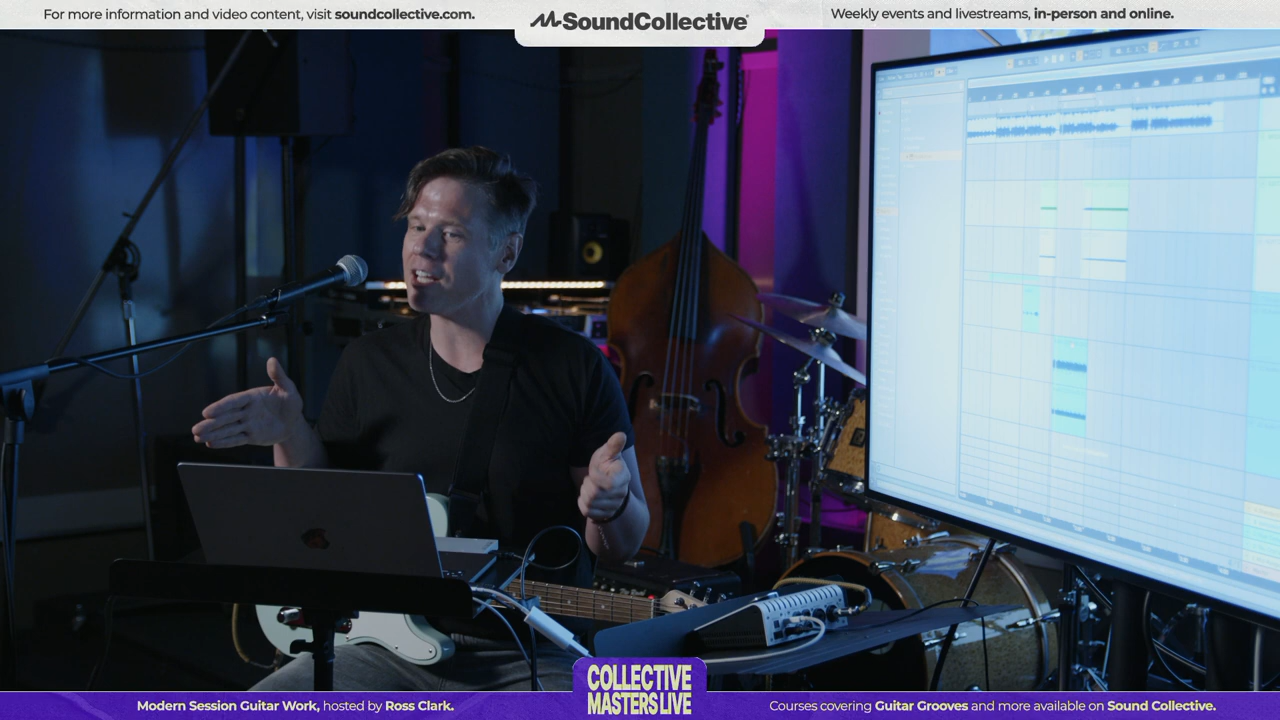 For more information and video content, visit soundcollective.com.
SoundCollective
Weekly events and livestreams, in-person and online.
COLLECTIVE
MASTERS LIVE
Modern Session Guitar Work, hosted by Ross Clark.
Courses covering Guitar Grooves and more available on Sound Collective.